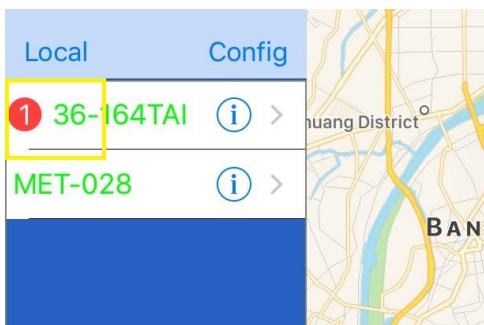 Local Config
1 36-164TAI i
MET-028 i
huang District
BAN